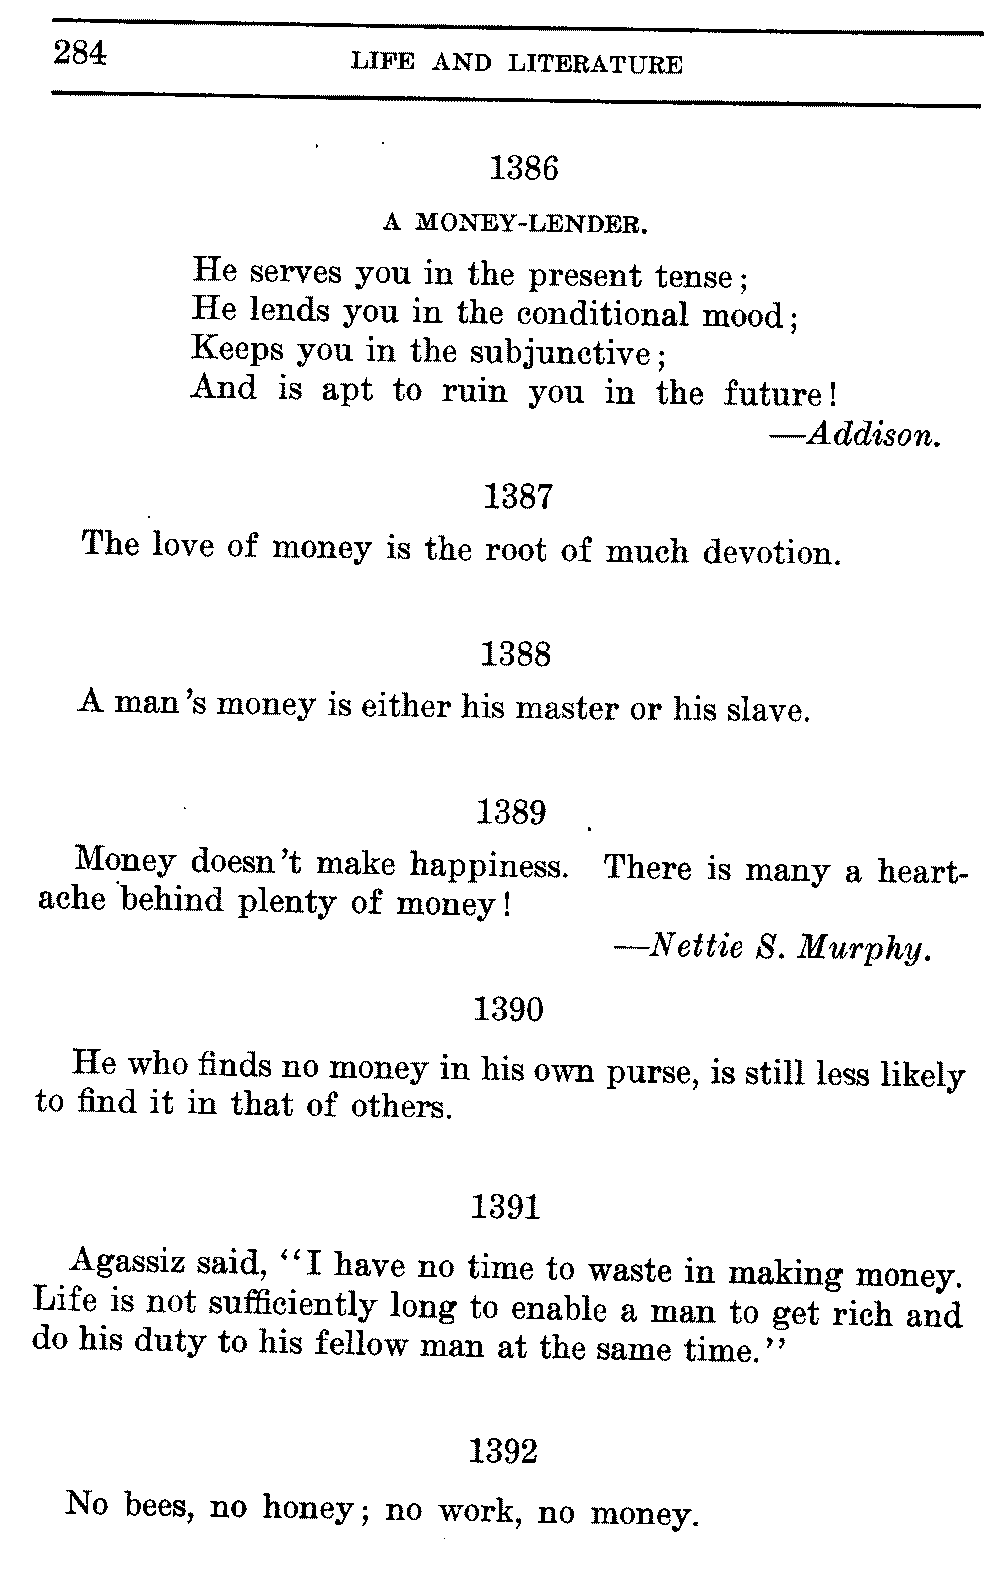 284
LIFE AND LITERATURE
1386
A MONEY-LENDER.
He serves you in the present tense;
He lends you in the conditional mood;
Keeps you in the subjunctive;
And is apt to ruin you in the future!
—Addison.
1387
The love of money is the root of much devotion.
1388
A man's money is either his master or his slave.
1389
Money doesn't make happiness. There is many a heart-
ache behind plenty of money!
—Nettie S. Murphy.
1390
He who finds no money in his own purse, is still less likely
to find it in that of others.
1391
Agassiz said, "I have no time to waste in making money.
Life is not sufficiently long to enable a man to get rich and
do his duty to his fellow man at the same time."
1392
No bees, no honey; no work, no money.